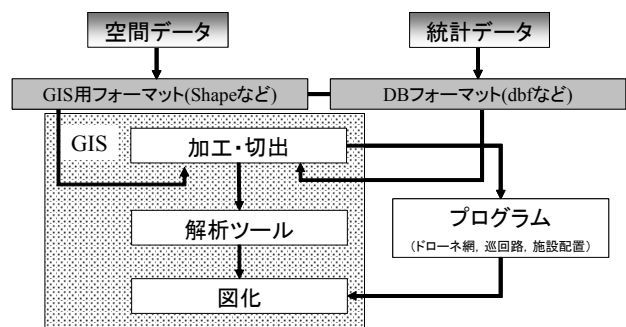 空間データ
統計データ
GIS用フォーマット(Shapeなど)
DBフォーマット(dbfなど)
GIS
加工・切出
解析ツール
プログラム
(ドローネ網, 巡回路, 施設配置)
図化